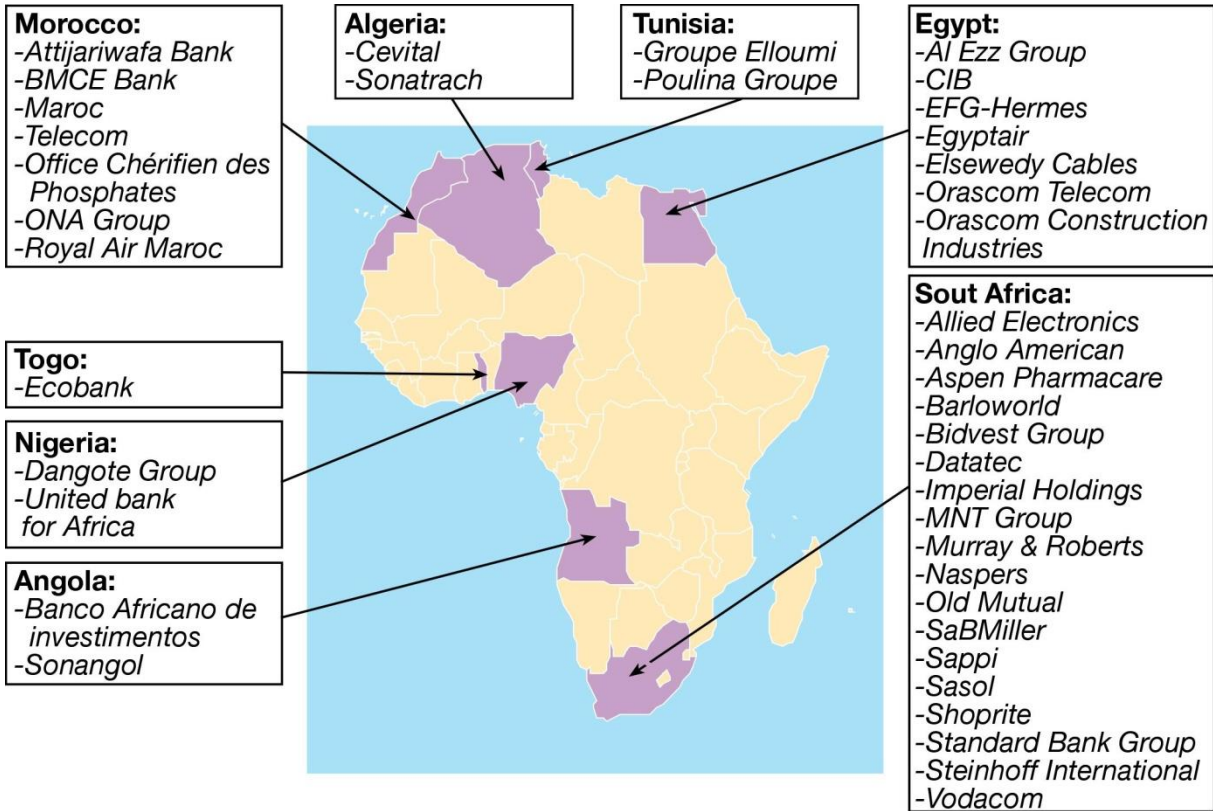 Morocco:
-Attijariwafa Bank
-BMCE Bank
-Maroc
-Telecom
-Office Chérifien des
Phosphates
-ONA Group
-Royal Air Maroc
Algeria:
-Cevital
-Sonatrach
Tunisia:
-Groupe Elloumi
-Poulina Groupe
Egypt:
-Al Ezz Group
-CIB
-EFG-Hermes
-Egyptair
-Elsewedy Cables
-Orascom Telecom
-Orascom Construction
Industries
Togo:
-Ecobank
Nigeria:
-Dangote Group
-United bank
for Africa
Angola:
-Banco Africano de
investimentos
-Sonangol
Sout Africa:
-Allied Electronics
-Anglo American
-Aspen Pharmacare
-Barloworld
-Bidvest Group
-Datatec
-Imperial Holdings
-MNT Group
-Murray & Roberts
-Naspers
-Old Mutual
-SaBMiller
-Sappi
-Sasol
-Shoprite
-Standard Bank Group
-Steinhoff International
-Vodacom